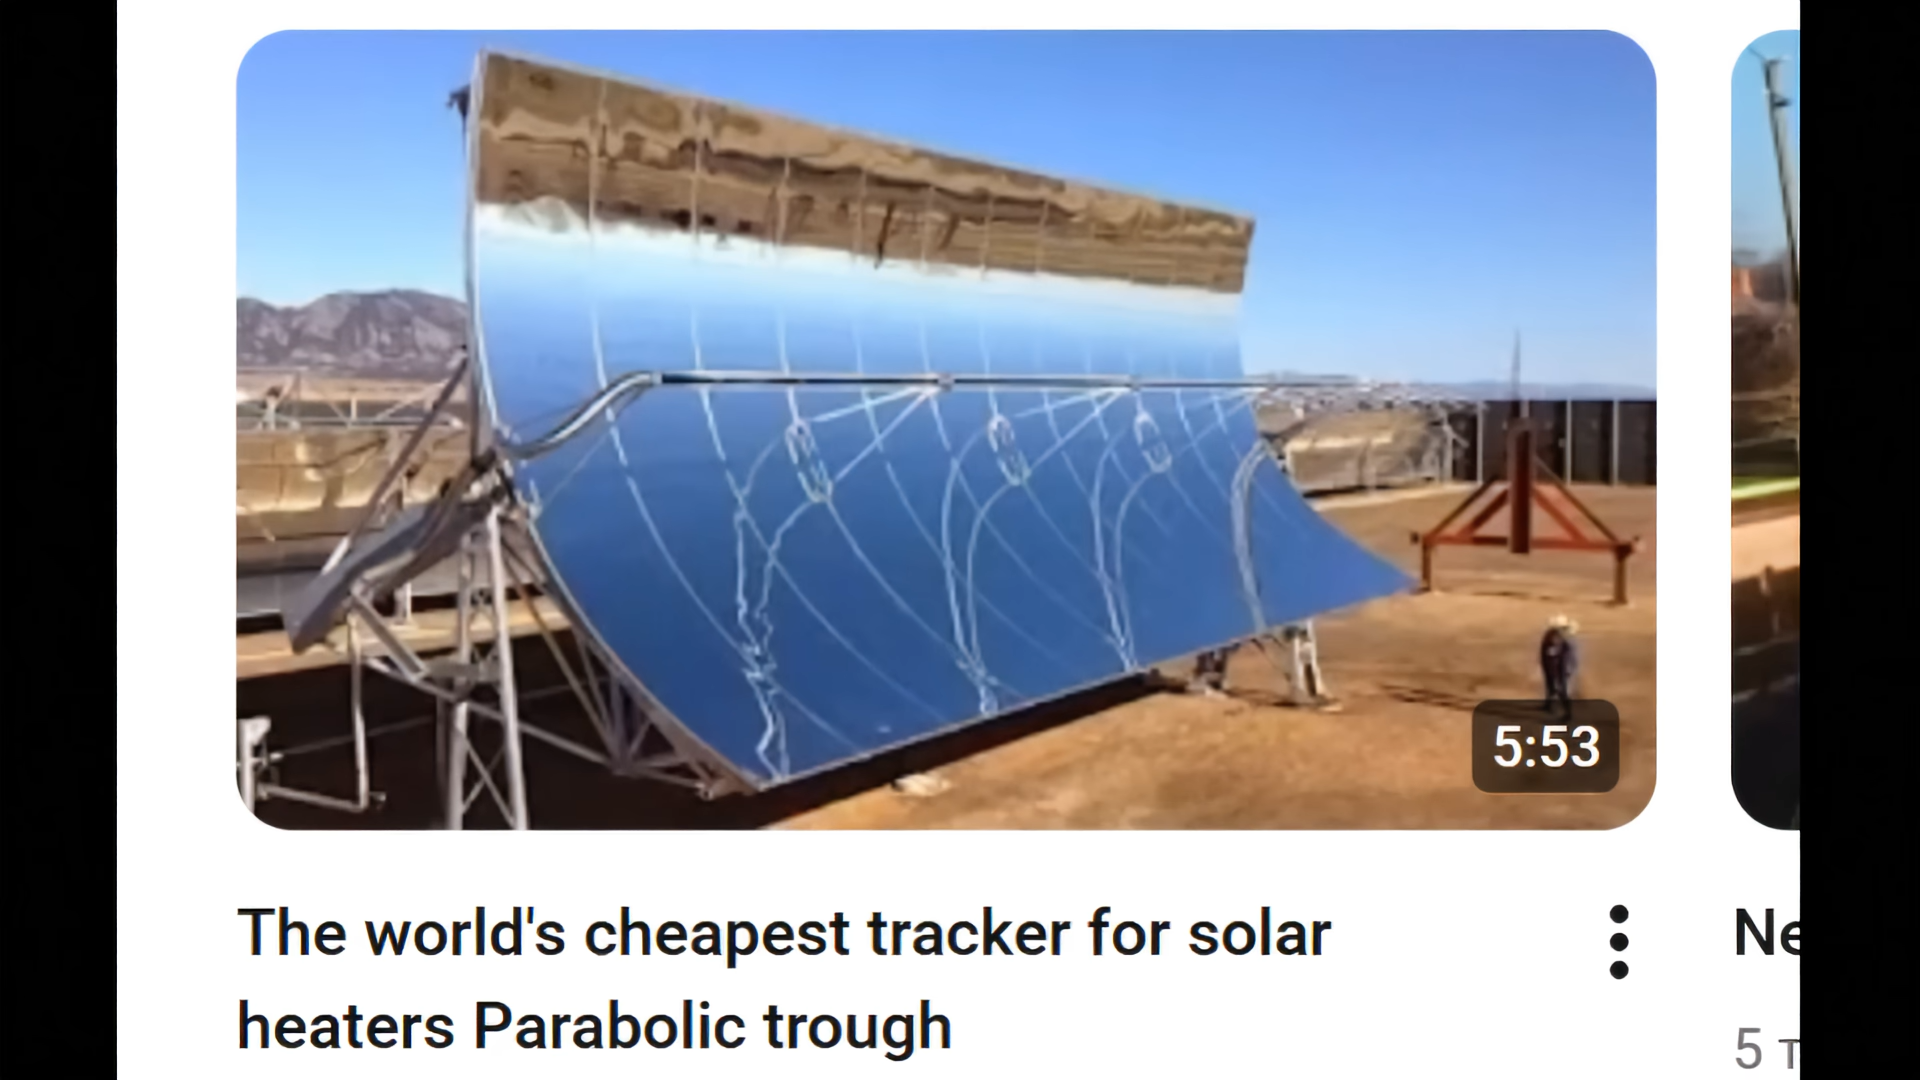 5:53
The world's cheapest tracker for solar
heaters Parabolic trough
Ne
5 т